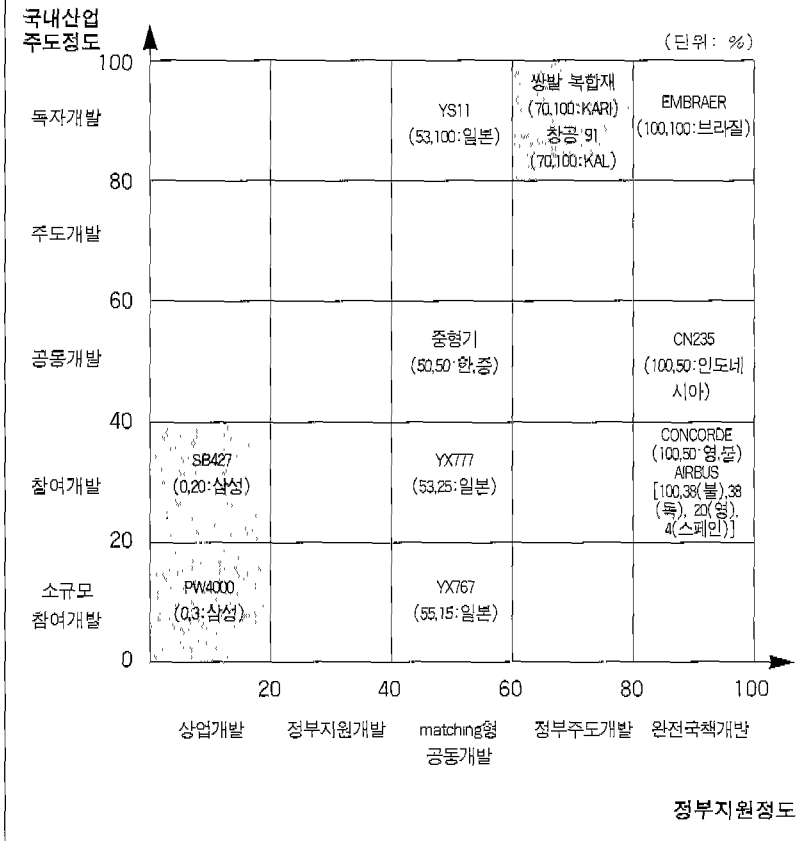 국내산업
주도정도
(단위: %)
100
독자개발
YS11
(53,100:일본)
쌍발 복합재
(70,100:KARI)
창공 91
(70,100:KAL)
EMBRAER
(100,100:브라질)
80
주도개발
60
공동개발
중형기
(50,50:한,중)
CN235
(100,50:인도네
시아)
40
참여개발
SB427
(0,20:삼성)
YX777
(53,25:일본)
CONCORDE
(100,50:영,불)
AIRBUS
[100,38(불),38
(독), 20(영),
4(스페인)]
20
소규모
참여개발
PW4000
(0,3:삼성)
YX767
(55,15:일본)
0
20 40 60 80 100
상업개발 정부지원개발 matching형 정부주도개발 완전국책개발
공동개발
정부지원정도